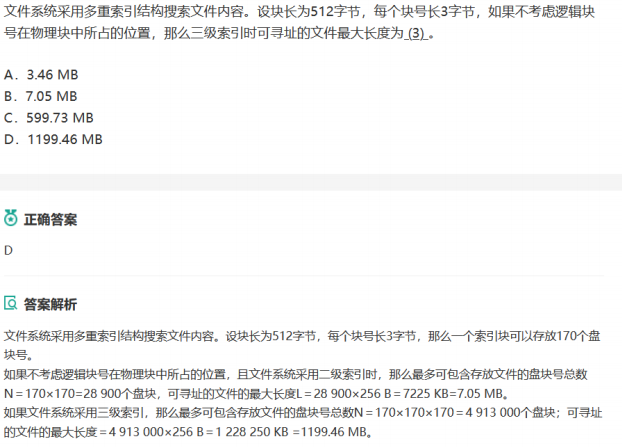 文件系统采用多重索引结构搜索文件内容。设块长为512字节，每个块号长3字节，如果不考虑逻辑块
号在物理块中所占的位置，那么三级索引时可寻址的文件最大长度为 (3) 。
A．3.46 MB
B．7.05 MB
C．599.73 MB
D．1199.46 MB
正确答案
D
答案解析
文件系统采用多重索引结构搜索文件内容。设块长为512字节，每个块号长3字节，那么一个索引块可以存放170个盘
块号。
如果不考虑逻辑块号在物理块中所占的位置，且文件系统采用二级索引时，那么最多可包含存放文件的盘块号总数
N＝170×170=28 900个盘块，可寻址的文件的最大长度L＝28 900×256 B＝7225 KB=7.05 MB。
如果文件系统采用三级索引，那么最多可包含存放文件的盘块号总数N＝170×170×170＝4 913 000个盘块；可寻址
的文件的最大长度＝4 913 000×256 B＝1 228 250 KB =1199.46 MB。